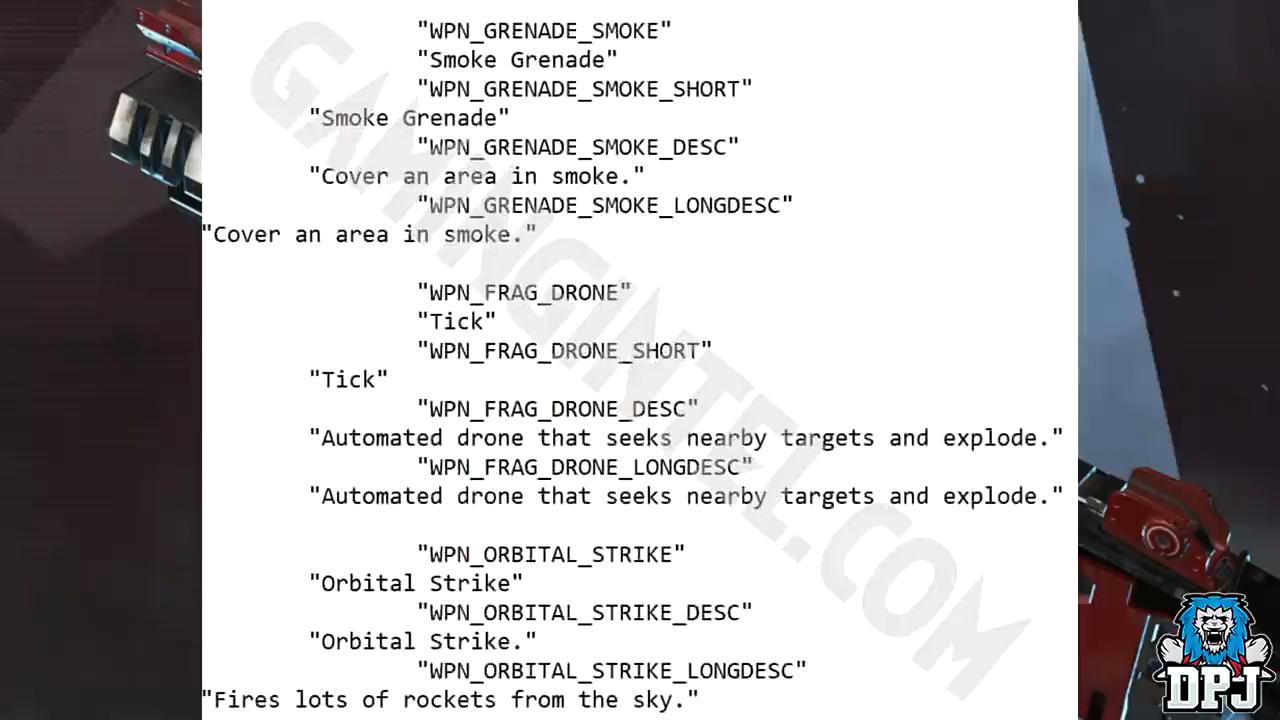 "WPN_GRENADE_SMOKE"
"Smoke Grenade"
"WPN_GRENADE_SMOKE_SHORT"
"Smoke Grenade"
"WPN_GRENADE_SMOKE_DESC"
"Cover an area in smoke."
"WPN_GRENADE_SMOKE_LONGDESC"
"Cover an area in smoke."
"WPN_FRAG_DRONE"
"Tick"
"WPN_FRAG_DRONE_SHORT"
"Tick"
"WPN_FRAG_DRONE_DESC"
"Automated drone that seeks nearby targets and explode."
"WPN_FRAG_DRONE_LONGDESC"
"Automated drone that seeks nearby targets and explode."
"WPN_ORBITAL_STRIKE"
"Orbital Strike"
"WPN_ORBITAL_STRIKE_DESC"
"Orbital Strike."
"WPN_ORBITAL_STRIKE_LONGDESC"
"Fires lots of rockets from the sky."
GAMINGINTEL.COM
DPJ